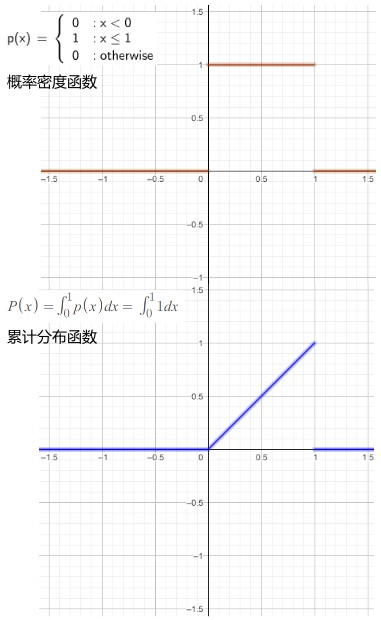 1.5
p(x) = { 0 : x < 0
1 : x ≤ 1
0 : otherwise
概率密度函数
1
0.5
−1.5 −1 −0.5 0 0.5 1 1.5
−0.5
−1
1.5
P(x) = ∫₀¹ p(x)dx = ∫₀¹ 1dx
累计分布函数
1
0.5
−1.5 −1 −0.5 0 0.5 1 1.5
−0.5
−1
−1.5